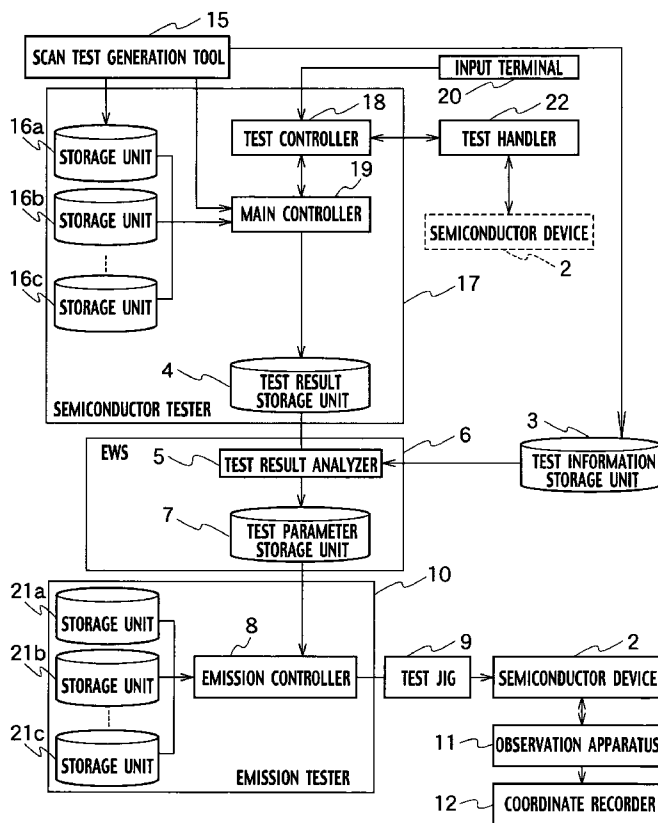 15
SCAN TEST GENERATION TOOL
INPUT TERMINAL
20
16a
STORAGE UNIT
18
TEST CONTROLLER
22
TEST HANDLER
16b
STORAGE UNIT
19
MAIN CONTROLLER
SEMICONDUCTOR DEVICE
2
16c
STORAGE UNIT
17
4
TEST RESULT
STORAGE UNIT
SEMICONDUCTOR TESTER
EWS
6
5
TEST RESULT ANALYZER
3
TEST INFORMATION
STORAGE UNIT
7
TEST PARAMETER
STORAGE UNIT
10
21a
STORAGE UNIT
21b
STORAGE UNIT
8
EMISSION CONTROLLER
9
TEST JIG
2
SEMICONDUCTOR DEVICE
21c
STORAGE UNIT
EMISSION TESTER
11
OBSERVATION APPARATUS
12
COORDINATE RECORDER